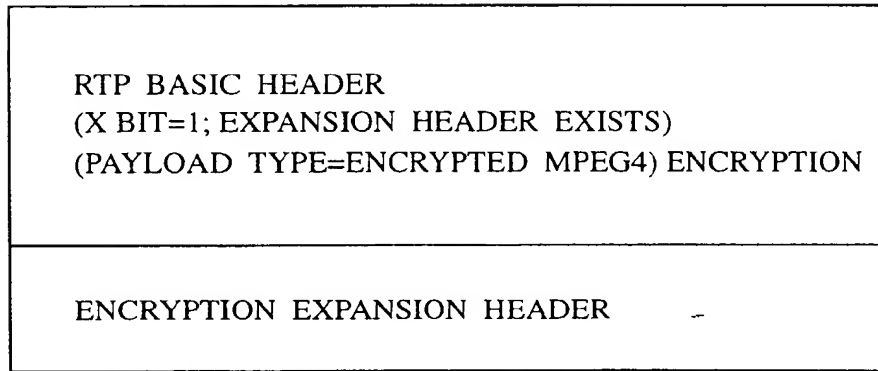 RTP BASIC HEADER
(X BIT=1; EXPANSION HEADER EXISTS)
(PAYLOAD TYPE=ENCRYPTED MPEG4) ENCRYPTION
ENCRYPTION EXPANSION HEADER